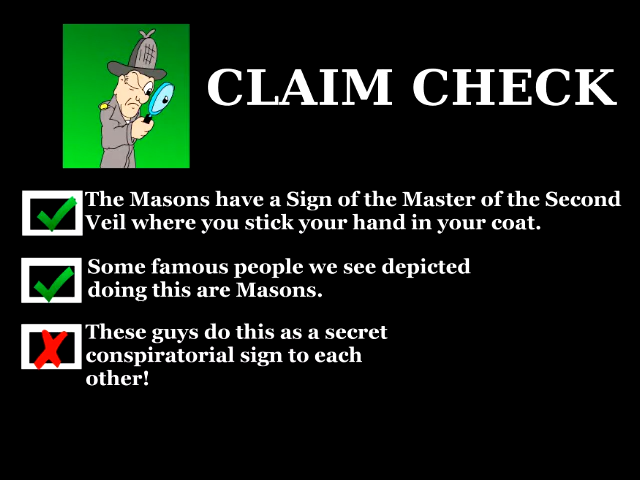 CLAIM CHECK
The Masons have a Sign of the Master of the Second
Veil where you stick your hand in your coat.
Some famous people we see depicted
doing this are Masons.
These guys do this as a secret
conspiratorial sign to each
other!